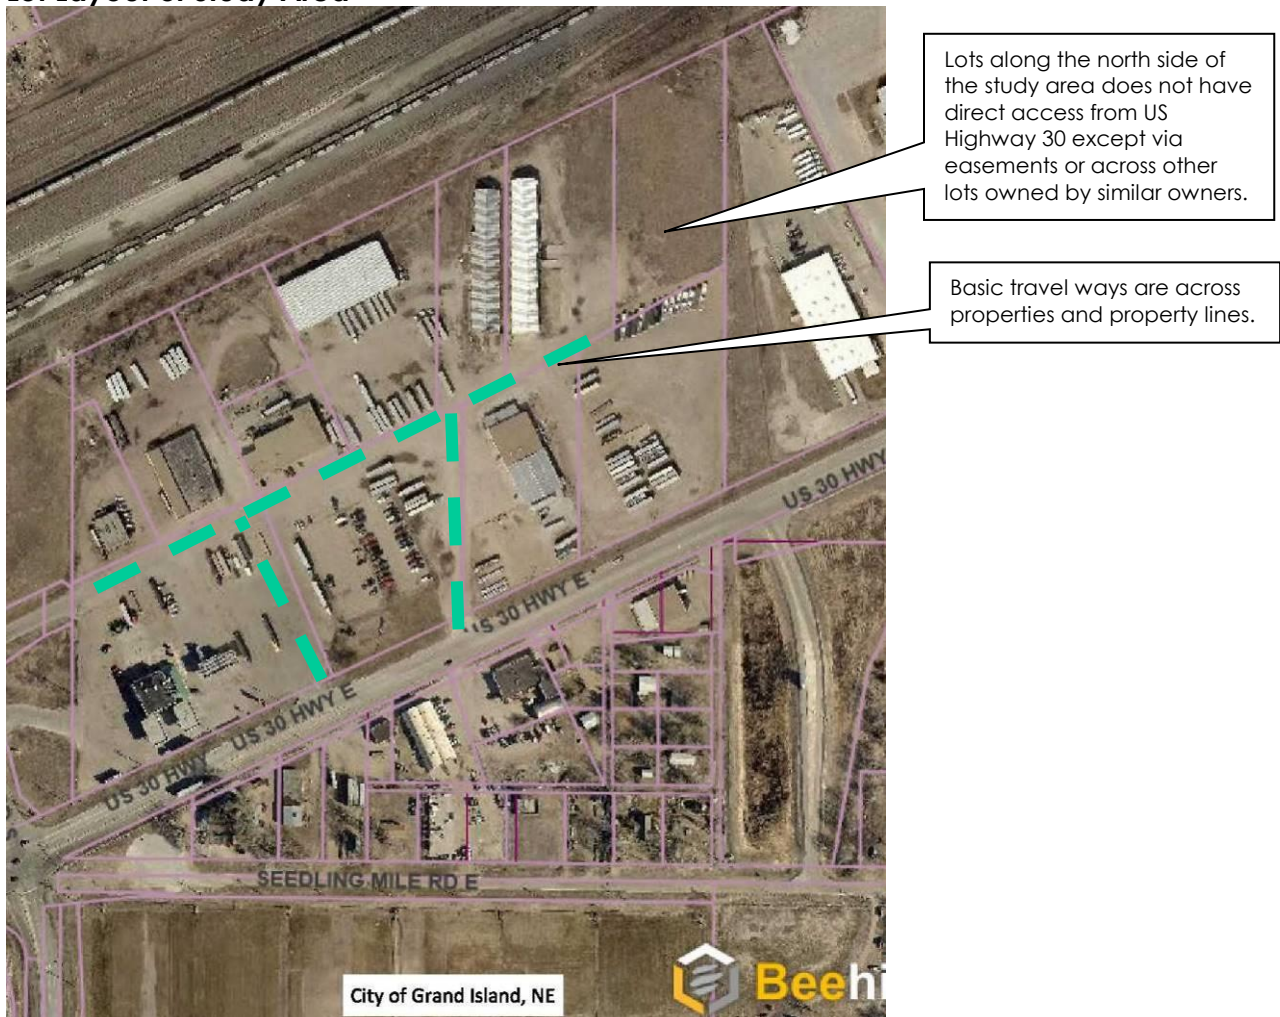 Lots along the north side of
the study area does not have
direct access from US
Highway 30 except via
easements or across other
lots owned by similar owners.
Basic travel ways are across
properties and property lines.
US 30 HWY
US 30 HWY E
US 30 HWY E
US 30 HWY
SEEDLING MILE RD E
City of Grand Island, NE
Beehi